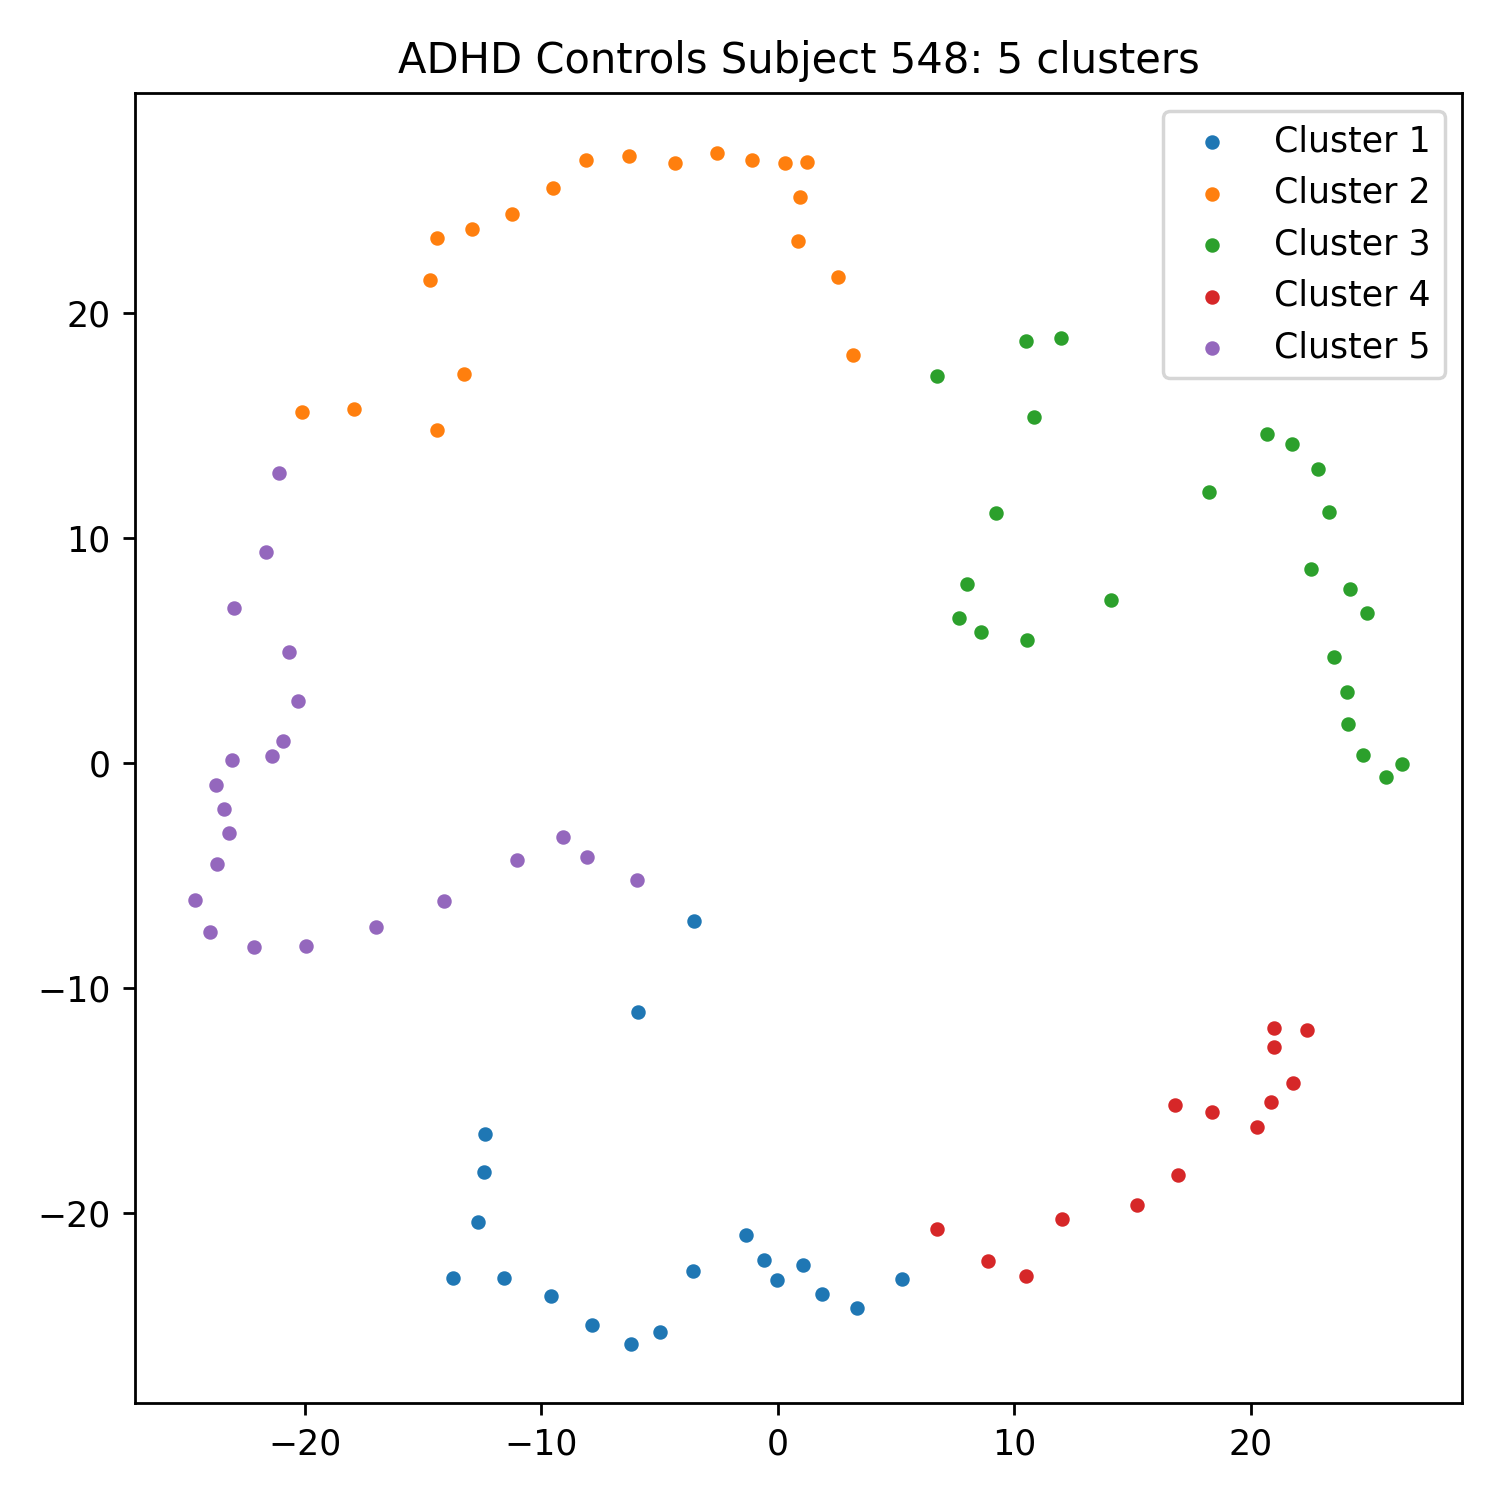 ADHD Controls Subject 548: 5 clusters
Cluster 1
Cluster 2
Cluster 3
Cluster 4
Cluster 5
20
10
0
−10
−20
−20 −10 0 10 20